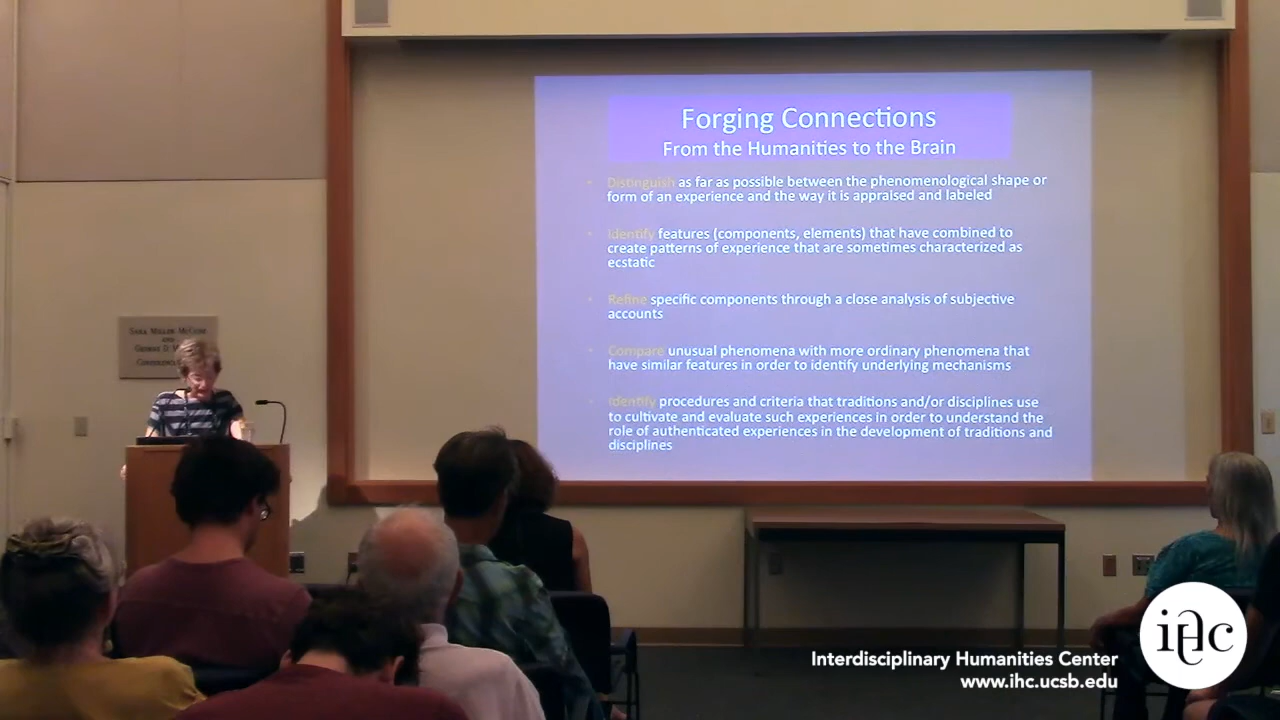 Forging Connections
From the Humanities to the Brain
• Distinguish as far as possible between the phenomenological shape or
form of an experience and the way it is appraised and labeled
• Identify features (components, elements) that have combined to
create patterns of experience that are sometimes characterized as
ecstatic
• Refine specific components through a close analysis of subjective
accounts
• Compare unusual phenomena with more ordinary phenomena that
have similar features in order to identify underlying mechanisms
• Identify procedures and criteria that traditions and/or disciplines use
to cultivate and evaluate such experiences in order to understand the
role of authenticated experiences in the development of traditions and
disciplines
Sara Miller McCune
and
George D.
ihc
Interdisciplinary Humanities Center
www.ihc.ucsb.edu